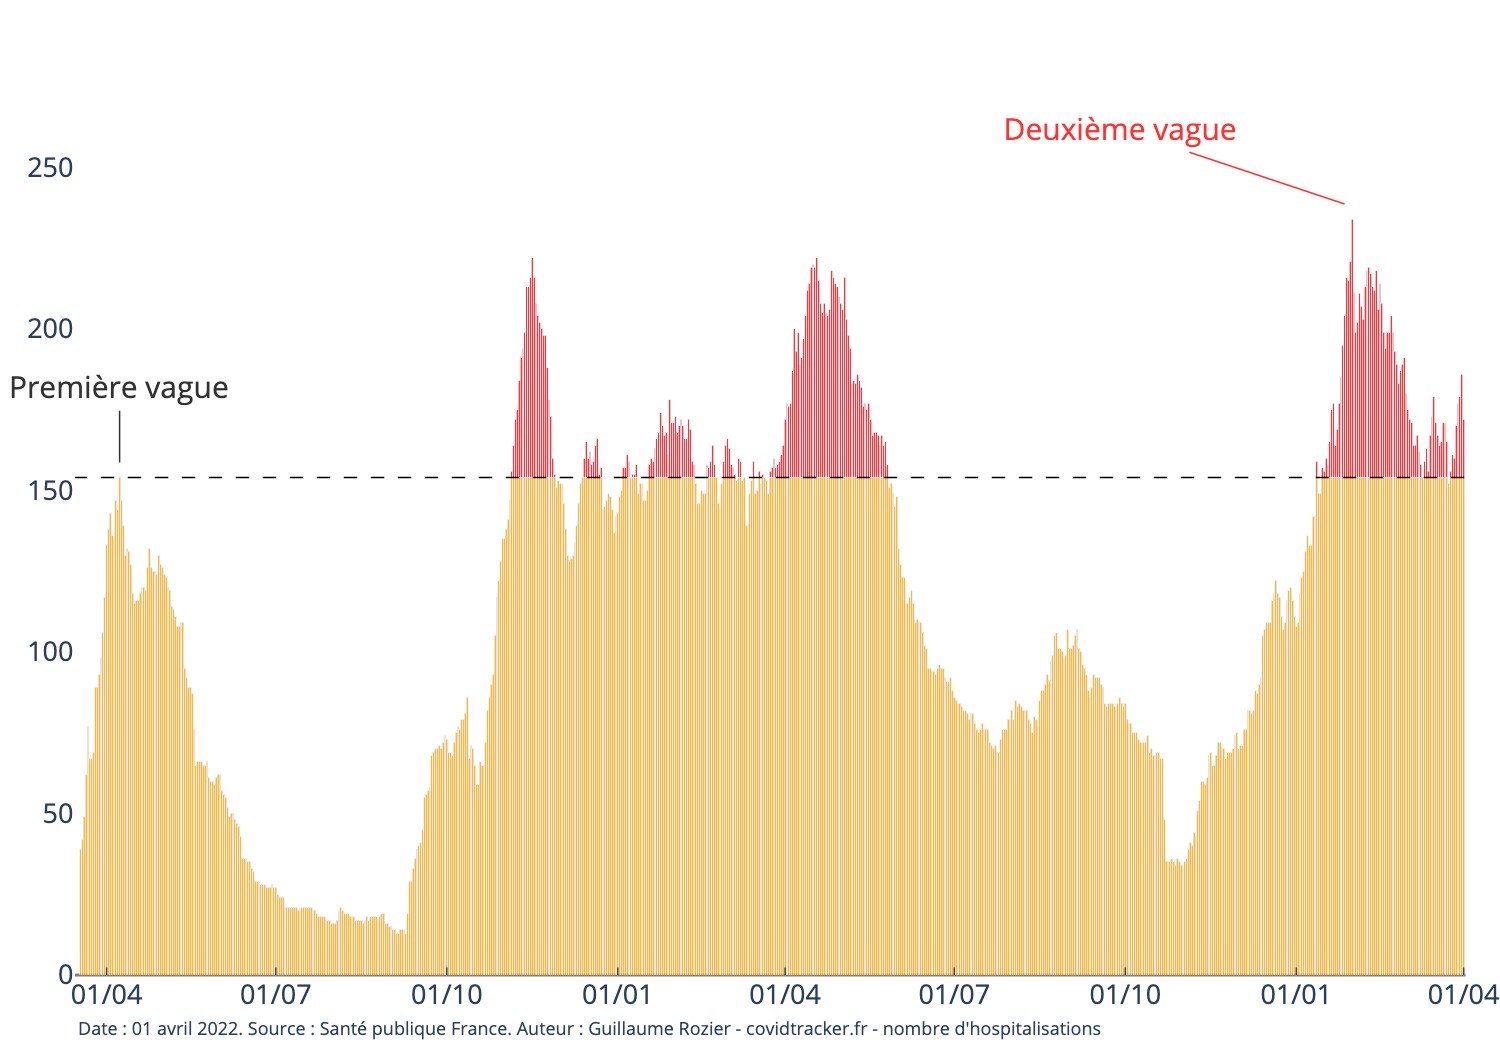 Deuxième vague
250
200
Première vague
150
100
50
0
01/04 01/07 01/10 01/01 01/04 01/07 01/10 01/01 01/04
Date : 01 avril 2022. Source : Santé publique France. Auteur : Guillaume Rozier - covidtracker.fr - nombre d'hospitalisations